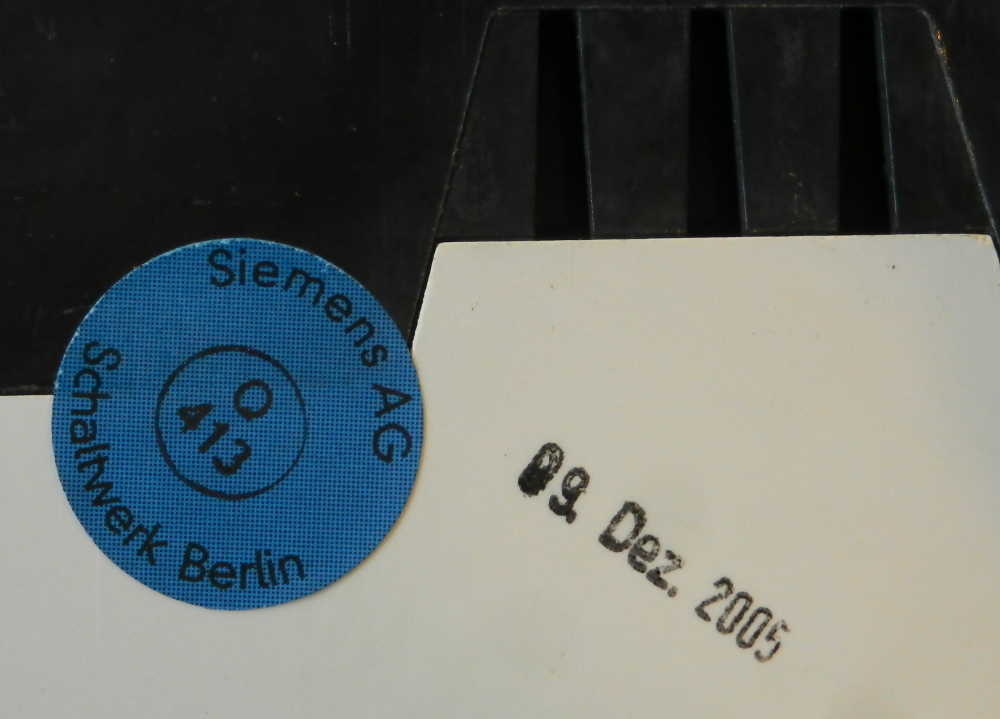 Siemens AG
O
413
Schaltwerk Berlin
09. Dez. 2005